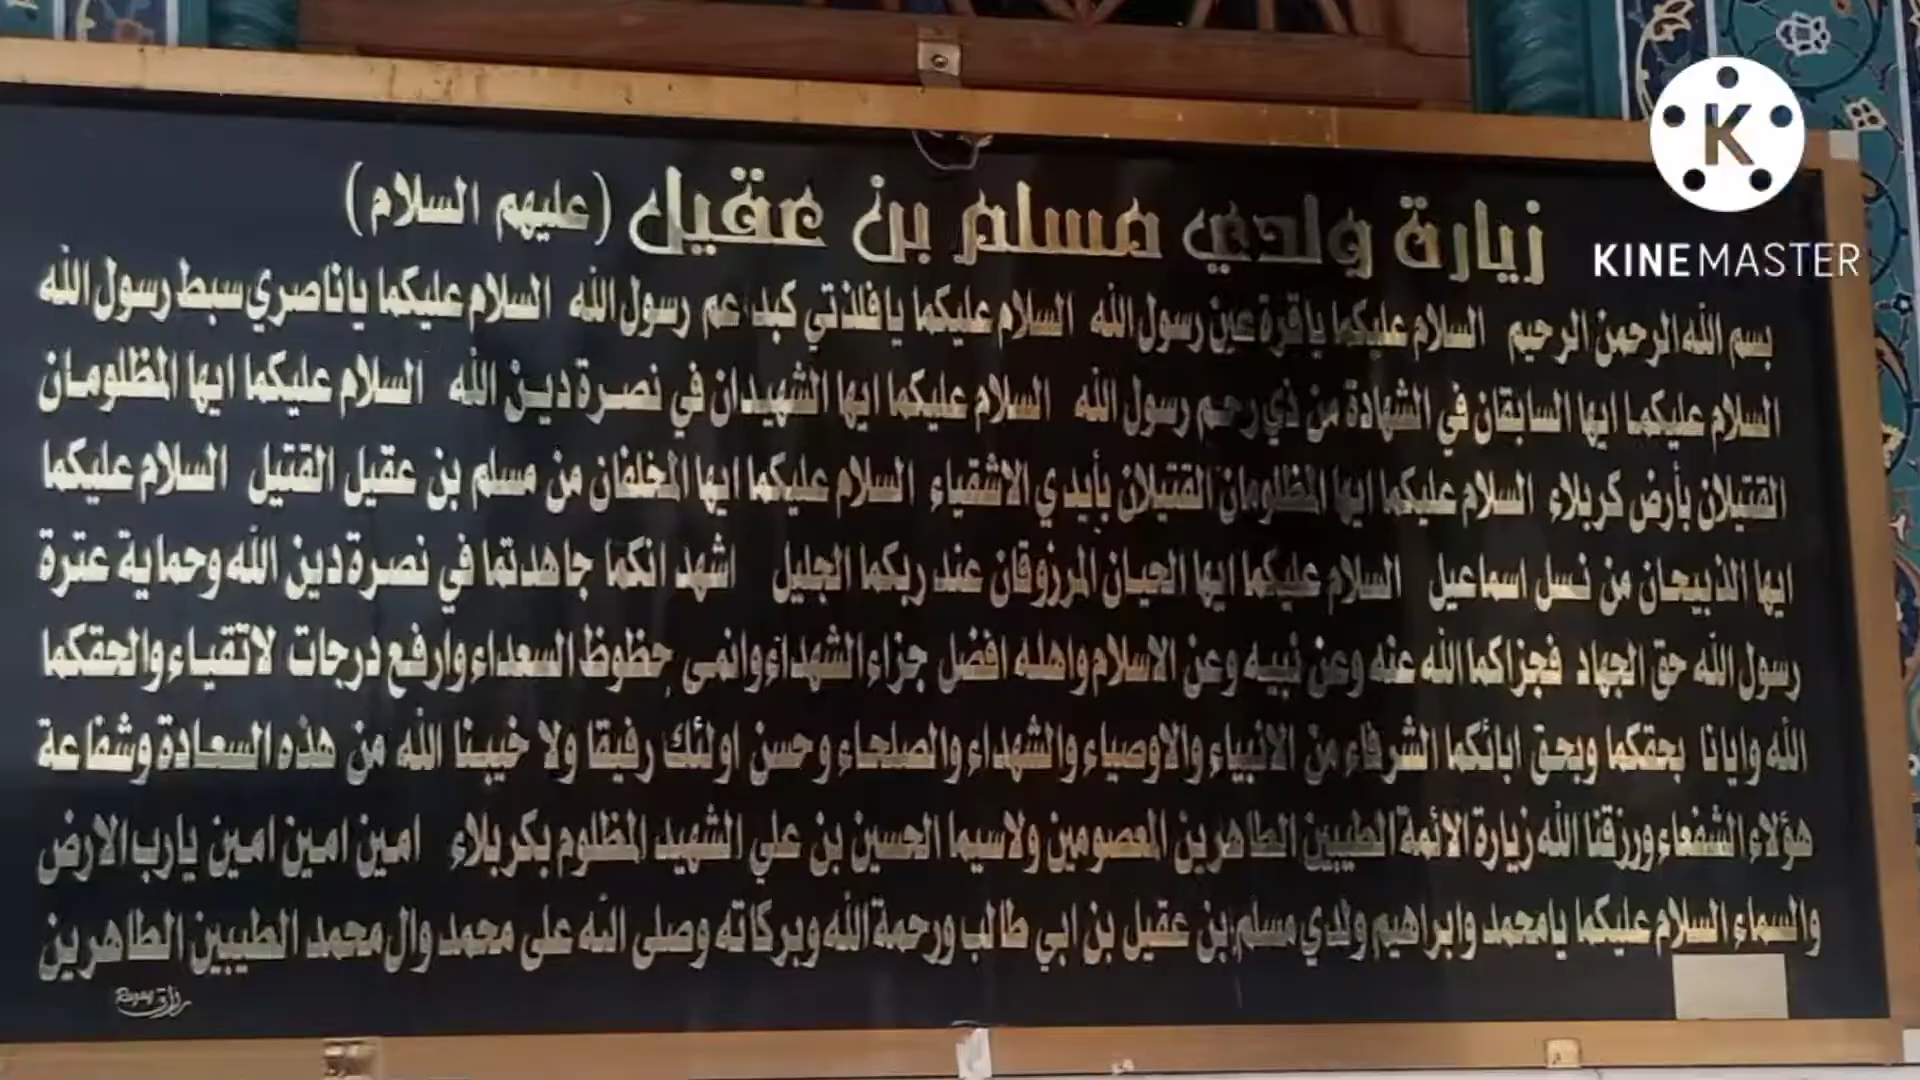 KINEMASTER
زيارة ولدي مسلم بن عقيل (عليهم السلام)
بسم الله الرحمن الرحيم السلام عليكما ياقرة عين رسول الله السلام عليكما يافلذتي كبد عم رسول الله السلام عليكما ياناصري سبط رسول الله
السلام عليكما ايها السابقان في الشهادة من ذي رحم رسول الله السلام عليكما ايها الشهيدان في نصرة دين الله السلام عليكما ايها المظلومان
القتيلان بأرض كربلاء السلام عليكما ايها المظلومان القتيلان بأيدي الاشقياء السلام عليكما ايها المخلفان من مسلم بن عقيل القتيل السلام عليكما
ايها الذبيحان من نسل اسماعيل السلام عليكما ايها الحيان المرزوقان عند ربكما الجليل اشهد انكما جاهدتما في نصرة دين الله وحماية عترة
رسول الله حق الجهاد فجزاكما الله عنه وعن نبيه وعن الاسلام واهله افضل جزاء الشهداء وانمى حظوظ السعداء وارفع درجات لاتقياء والحقكما
الله وايانا بحقكما وبحق ابائكما الشرفاء من الانبياء والاوصياء والشهداء والصلحاء وحسن اولئك رفيقا ولا خيبنا الله من هذه السعادة وشفاعة
هؤلاء الشفعاء ورزقنا الله زيارة الائمة الطيبين الطاهرين المعصومين ولاسيما الحسين بن علي الشهيد المظلوم بكربلاء امين امين امين يارب الارض
والسماء السلام عليكما يامحمد وابراهيم ولدي مسلم بن عقيل بن ابي طالب ورحمة الله وبركاته وصلى الله على محمد وال محمد الطيبين الطاهرين